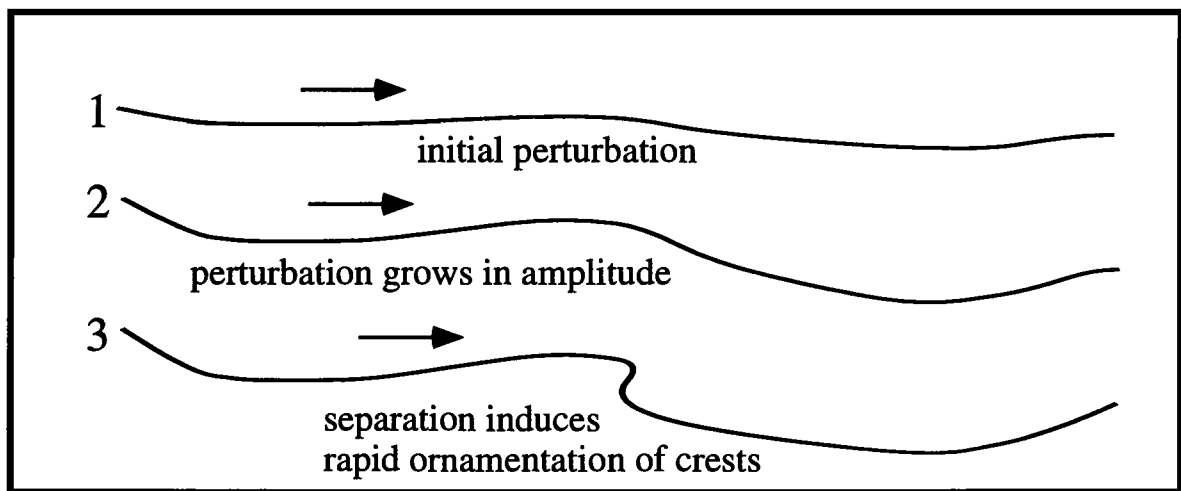 1
initial perturbation
2
perturbation grows in amplitude
3
separation induces
rapid ornamentation of crests